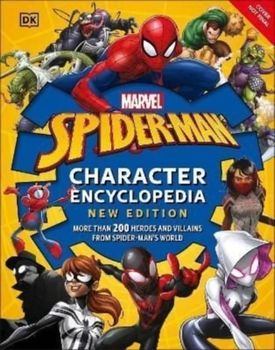 DK
COVER
NOT FINAL
MARVEL
SPIDER-MAN
CHARACTER
ENCYCLOPEDIA
NEW EDITION
MORE THAN 200 HEROES AND VILLAINS
FROM SPIDER-MAN'S WORLD